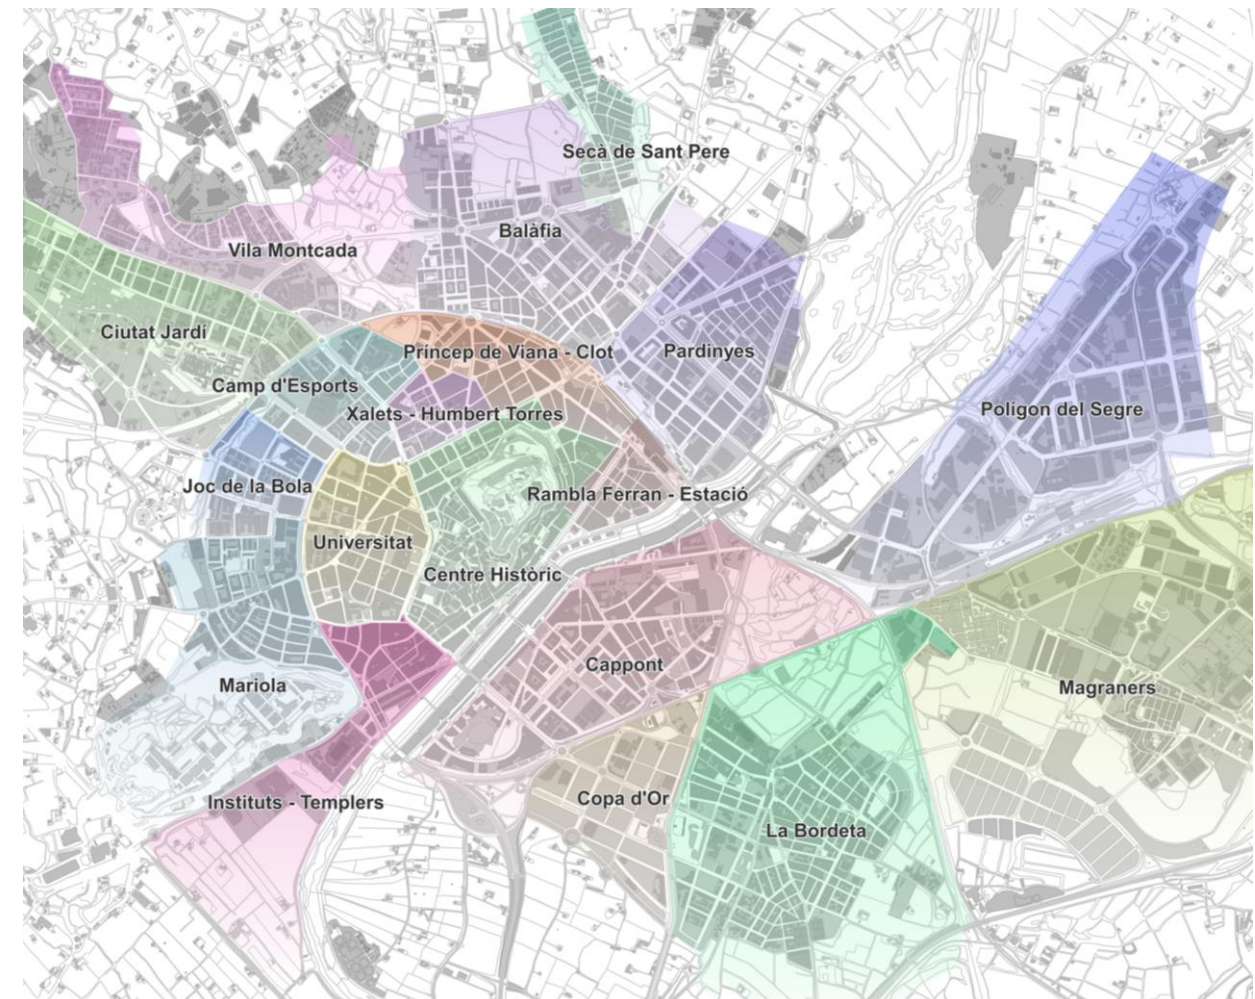 Secà de Sant Pere
Balàfia
Vila Montcada
Ciutat Jardí
Príncep de Viana - Clot
Pardinyes
Camp d'Esports
Xalets - Humbert Torres
Polígon del Segre
Joc de la Bola
Rambla Ferran - Estació
Universitat
Centre Històric
Cappont
Mariola
Magraners
Instituts - Templers
Copa d'Or
La Bordeta